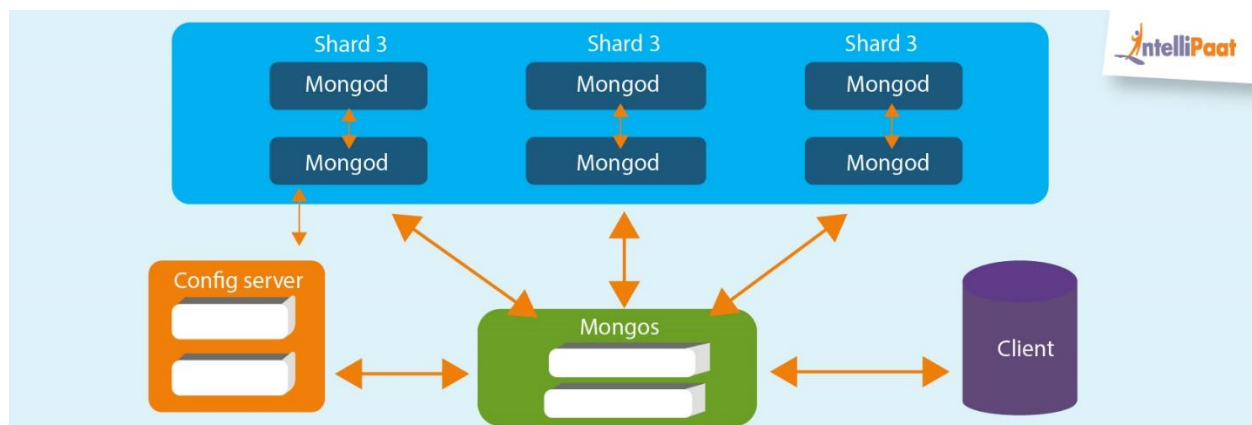 IntelliPaat
Shard 3 Shard 3 Shard 3
Mongod Mongod Mongod
Mongod Mongod Mongod
Config server
Mongos
Client